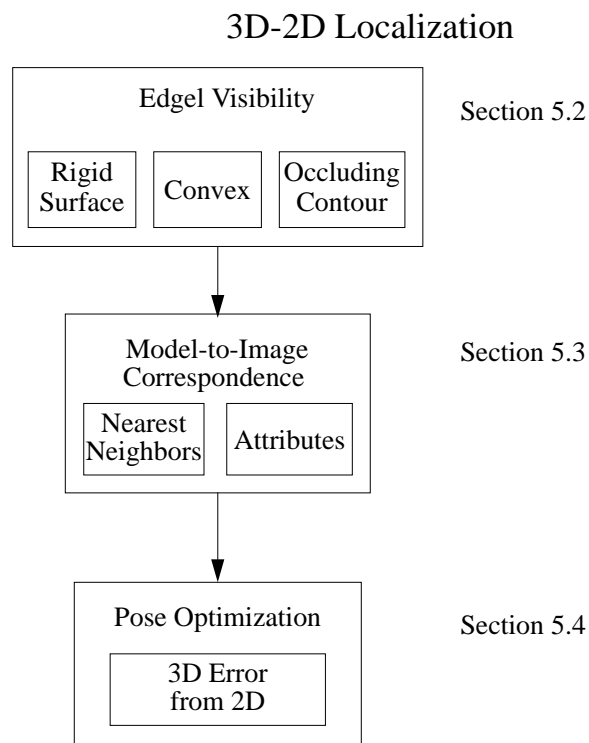 3D-2D Localization
Edgel Visibility
Section 5.2
Rigid
Surface
Convex
Occluding
Contour
Model-to-Image
Correspondence
Section 5.3
Nearest
Neighbors
Attributes
Pose Optimization
Section 5.4
3D Error
from 2D